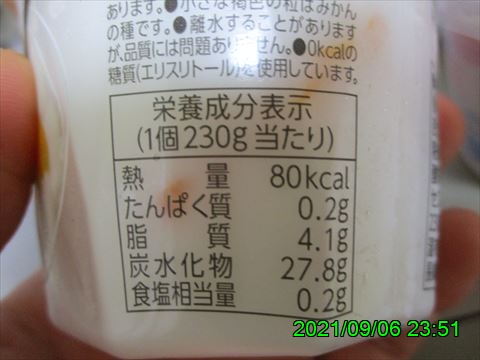 あります。●小さな褐色の粒はみかん
の種です。●離水することがあります
が、品質には問題ありません。●0kcalの
糖質(エリスリトール)を使用しています。
栄養成分表示
(1個230g当たり)
熱量 80kcal
たんぱく質 0.2g
脂質 4.1g
炭水化物 27.8g
食塩相当量 0.2g
2021/09/06 23:51